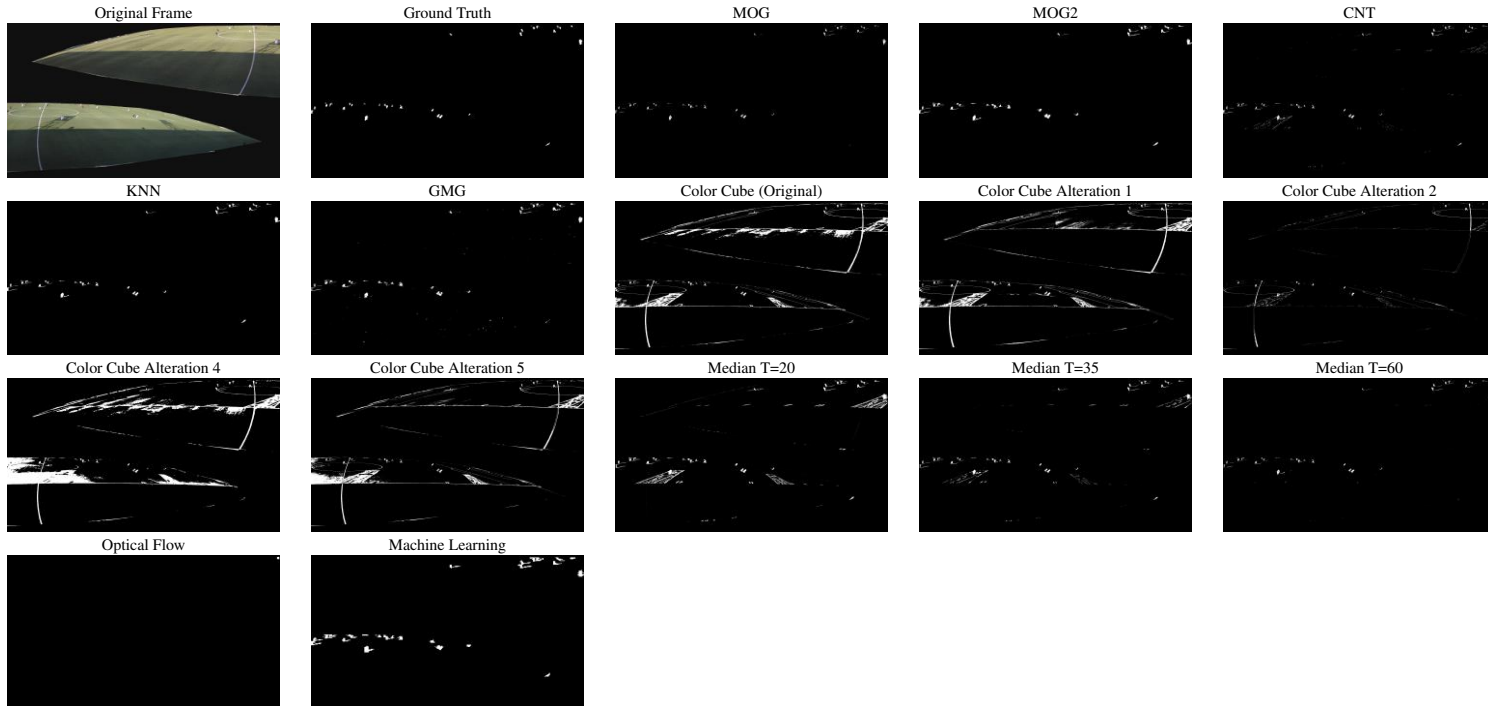 Original Frame
Ground Truth
MOG
MOG2
CNT
KNN
GMG
Color Cube (Original)
Color Cube Alteration 1
Color Cube Alteration 2
Color Cube Alteration 4
Color Cube Alteration 5
Median T=20
Median T=35
Median T=60
Optical Flow
Machine Learning